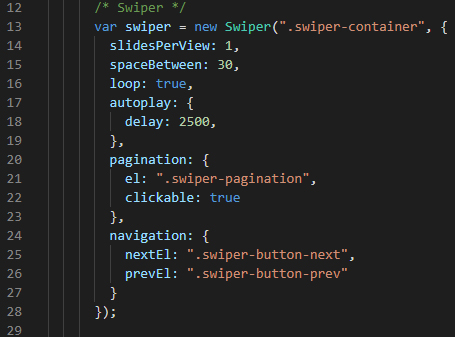 12 /* Swiper */
13 var swiper = new Swiper(".swiper-container", {
14 slidesPerView: 1,
15 spaceBetween: 30,
16 loop: true,
17 autoplay: {
18 delay: 2500,
19 },
20 pagination: {
21 el: ".swiper-pagination",
22 clickable: true
23 },
24 navigation: {
25 nextEl: ".swiper-button-next",
26 prevEl: ".swiper-button-prev"
27 }
28 });
29